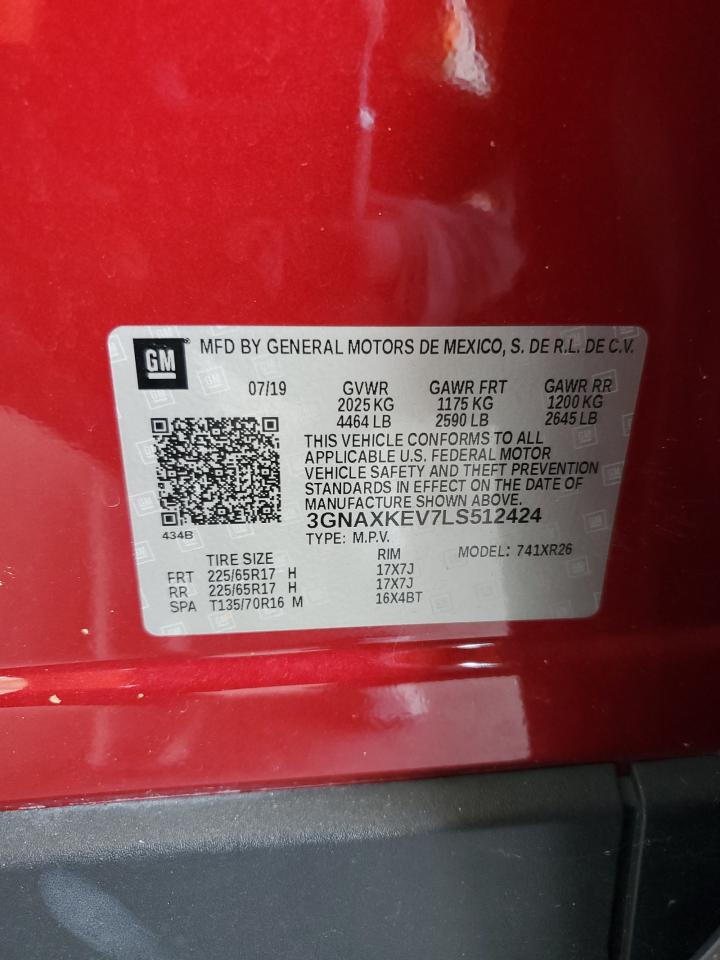 GM
MFD BY GENERAL MOTORS DE MEXICO, S. DE R.L. DE C.V.
07/19 GVWR GAWR FRT GAWR RR
2025 KG 1175 KG 1200 KG
4464 LB 2590 LB 2645 LB
THIS VEHICLE CONFORMS TO ALL
APPLICABLE U.S. FEDERAL MOTOR
VEHICLE SAFETY AND THEFT PREVENTION
STANDARDS IN EFFECT ON THE DATE OF
MANUFACTURE SHOWN ABOVE.
3GNAXKEV7LS512424
434B
TYPE: M.P.V. MODEL: 741XR26
TIRE SIZE RIM
FRT 225/65R17 H 17X7J
RR 225/65R17 H 17X7J
SPA T135/70R16 M 16X4BT